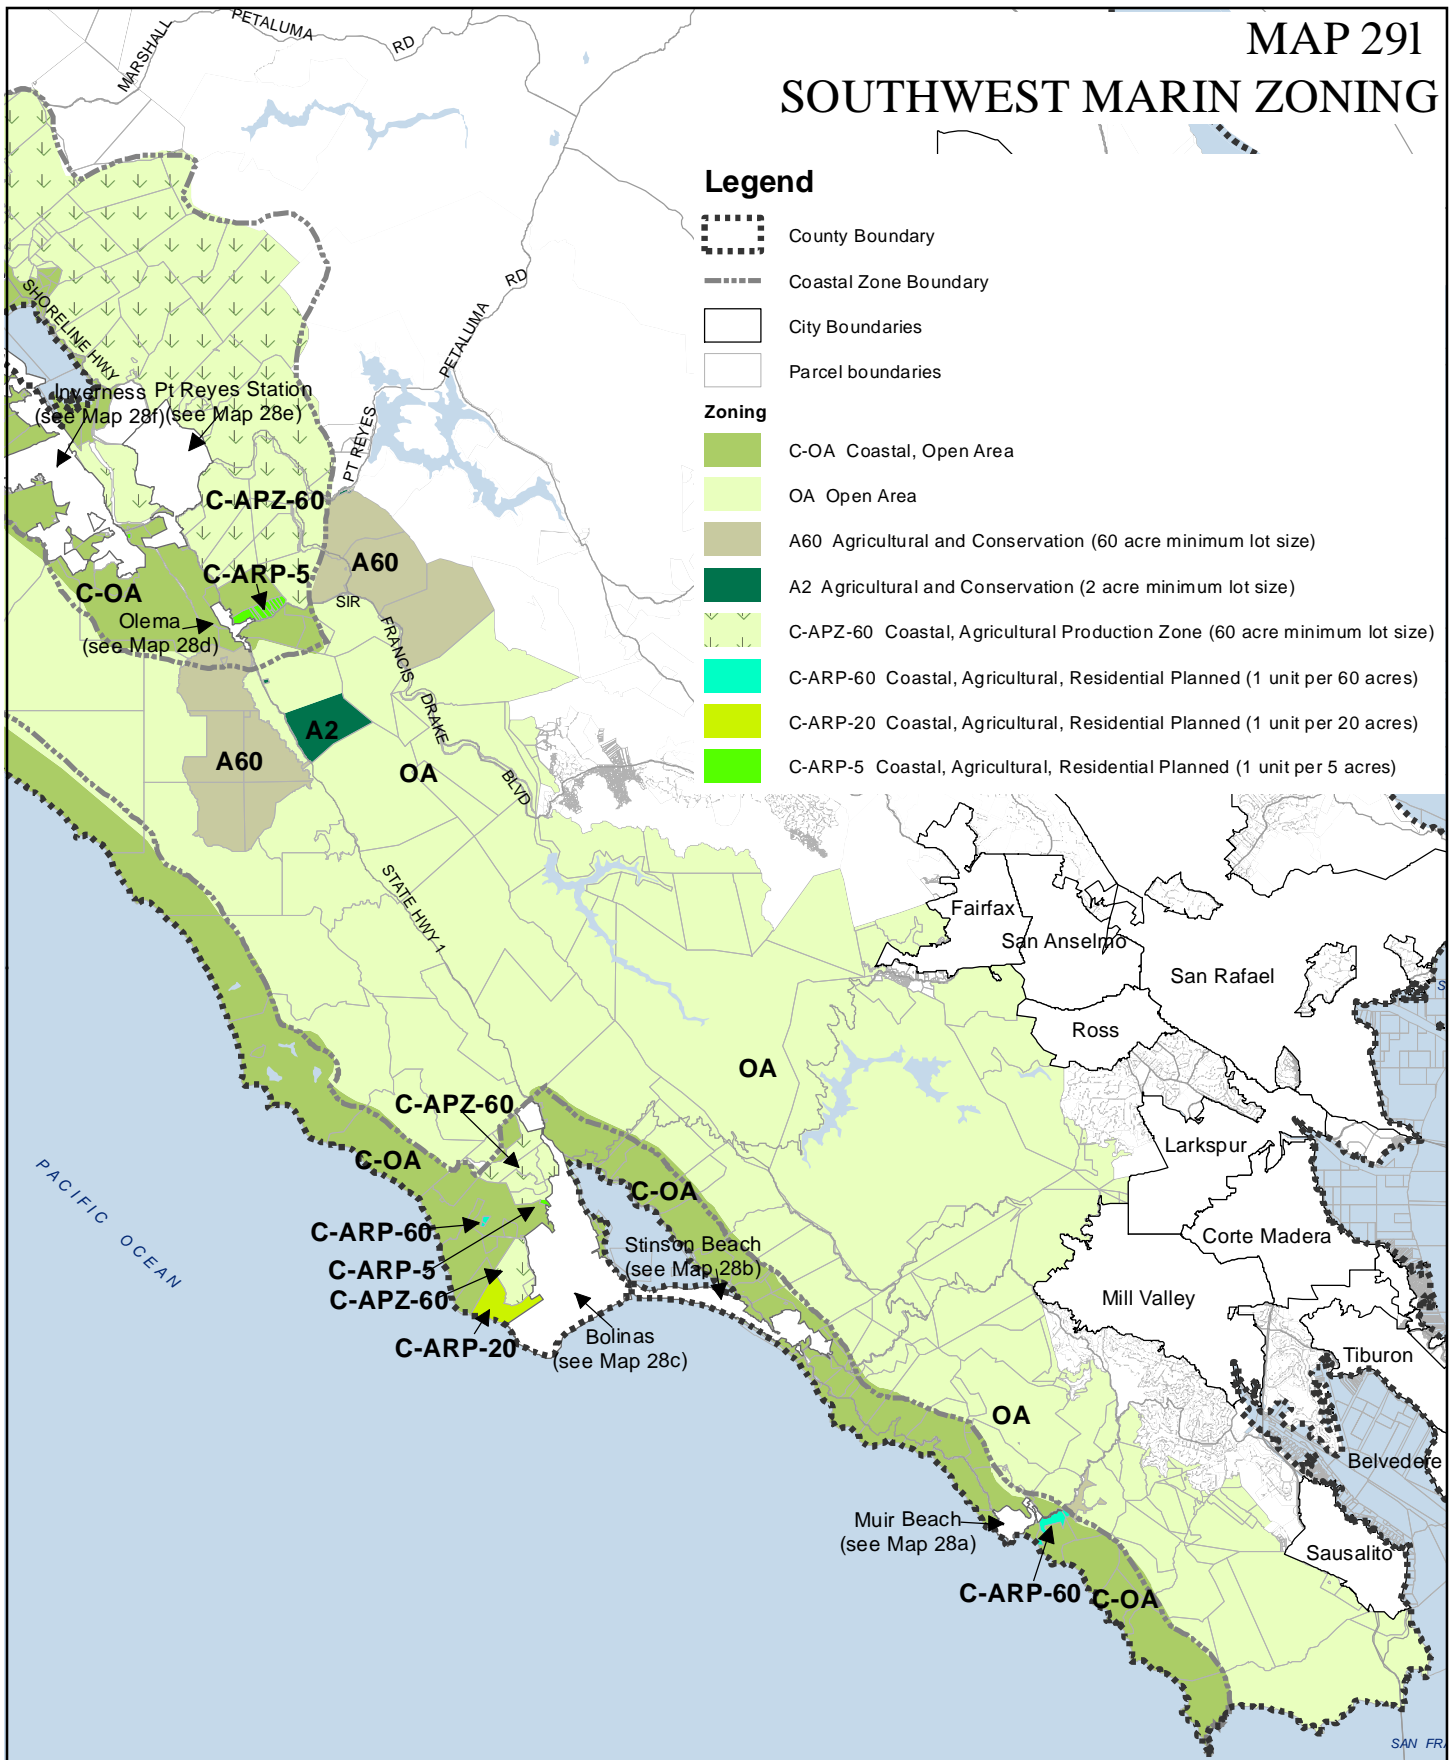 MAP 29l
SOUTHWEST MARIN ZONING
Legend
County Boundary
Coastal Zone Boundary
City Boundaries
Parcel boundaries
Zoning
C-OA Coastal, Open Area
OA Open Area
A60 Agricultural and Conservation (60 acre minimum lot size)
A2 Agricultural and Conservation (2 acre minimum lot size)
C-APZ-60 Coastal, Agricultural Production Zone (60 acre minimum lot size)
C-ARP-60 Coastal, Agricultural, Residential Planned (1 unit per 60 acres)
C-ARP-20 Coastal, Agricultural, Residential Planned (1 unit per 20 acres)
C-ARP-5 Coastal, Agricultural, Residential Planned (1 unit per 5 acres)
MARSHALL
PETALUMA
RD
RD
PETALUMA
PT REYES
SHORELINE HWY
Inverness
(see Map 28f)
Pt Reyes Station
(see Map 28e)
C-APZ-60
A60
C-ARP-5
C-OA
SIR
FRANCIS
DRAKE
BLVD
Olema
(see Map 28d)
A2
A60
OA
STATE HWY 1
Fairfax
San Anselmo
San Rafael
Ross
OA
C-APZ-60
C-OA
Larkspur
PACIFIC OCEAN
C-OA
C-ARP-60
Stinson Beach
(see Map 28b)
Corte Madera
C-ARP-5
C-APZ-60
Mill Valley
C-ARP-20
Bolinas
(see Map 28c)
Tiburon
OA
Belvedere
Muir Beach
(see Map 28a)
Sausalito
C-ARP-60
C-OA
S
SAN FR